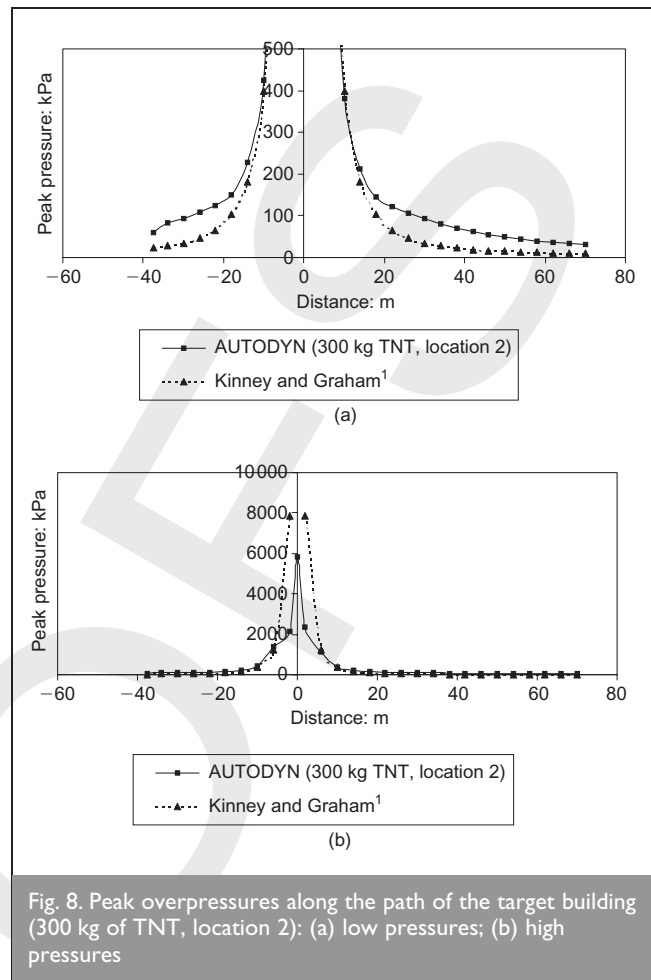 500
400
300
200
100
0
Peak pressure: kPa
−60
−40
−20
0
20
40
60
80
Distance: m
AUTODYN (300 kg TNT, location 2)
Kinney and Graham¹
(a)
10 000
8000
6000
4000
2000
0
Peak pressure: kPa
−60
−40
−20
0
20
40
60
80
Distance: m
AUTODYN (300 kg TNT, location 2)
Kinney and Graham¹
(b)
Fig. 8. Peak overpressures along the path of the target building
(300 kg of TNT, location 2): (a) low pressures; (b) high
pressures